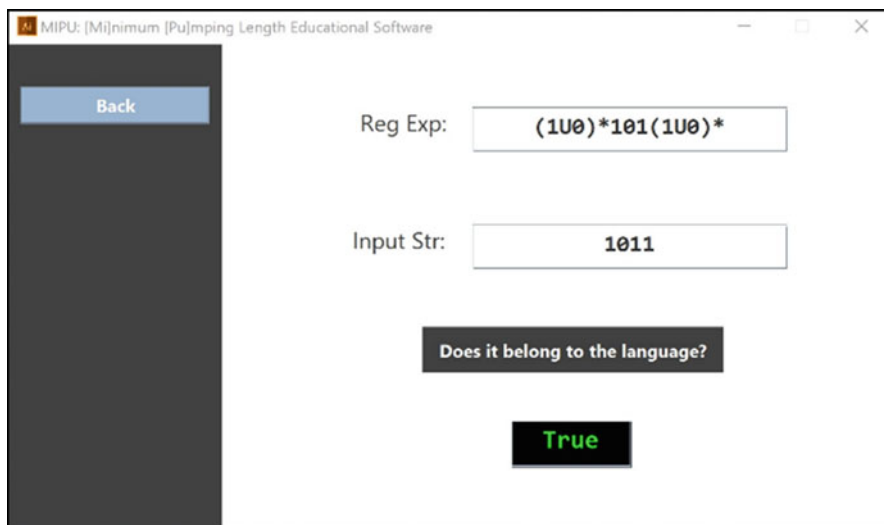 MIPU: [Mi]nimum [Pu]mping Length Educational Software
Back
Reg Exp: (1U0)*101(1U0)*
Input Str: 1011
Does it belong to the language?
True